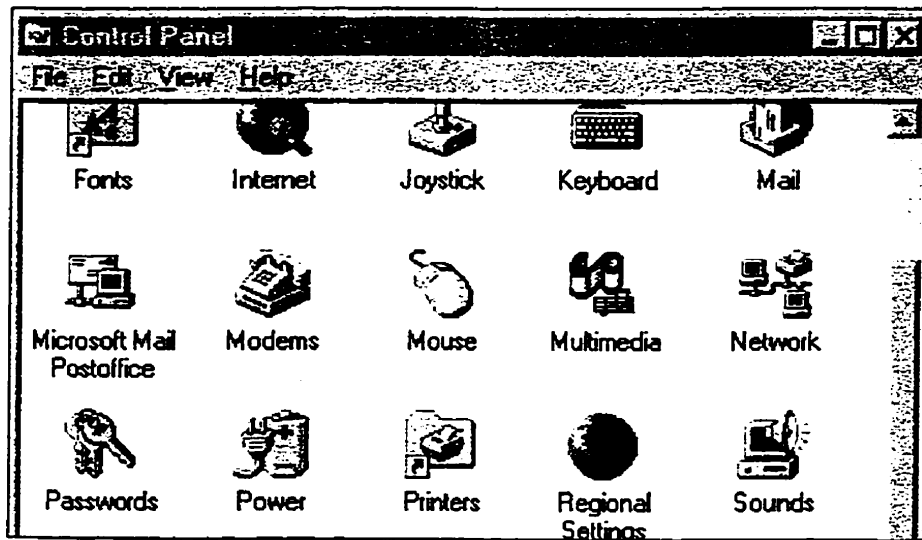 Control Panel
File Edit View Help
Fonts Internet Joystick Keyboard Mail
Microsoft Mail Postoffice Modems Mouse Multimedia Network
Passwords Power Printers Regional Settings Sounds